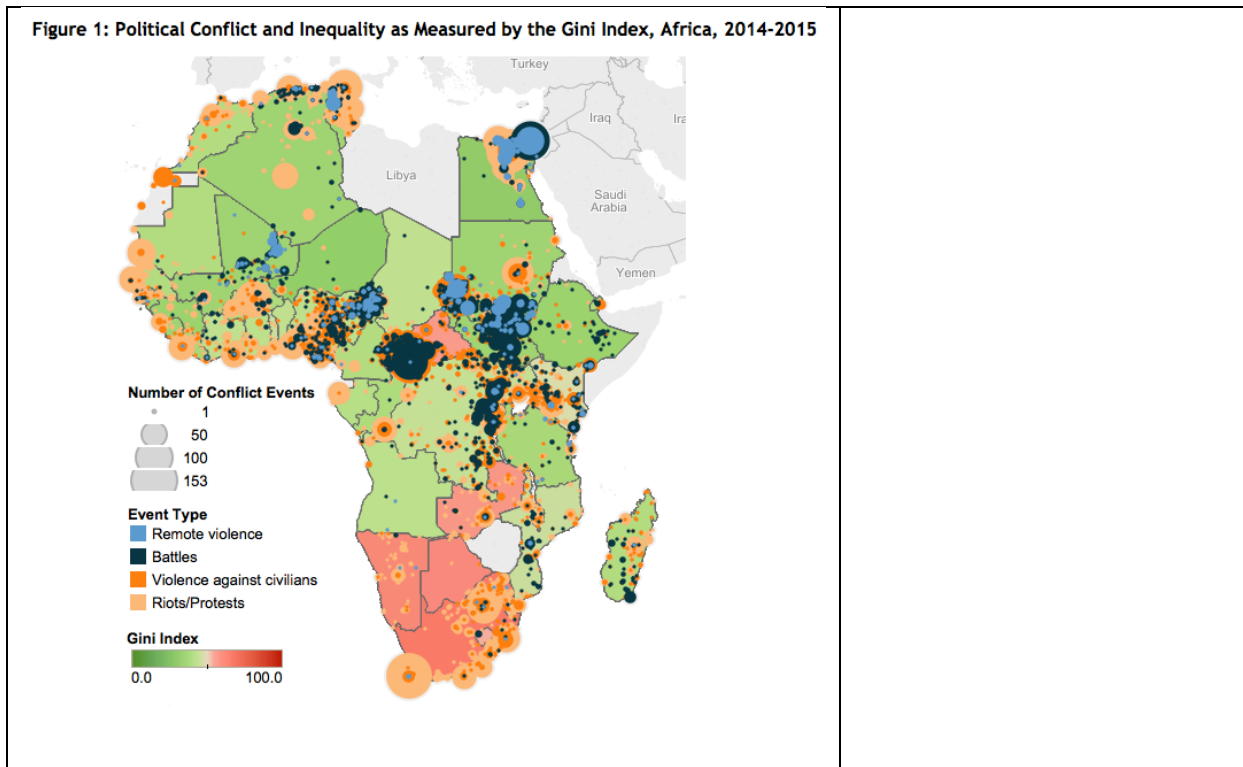 Figure 1: Political Conflict and Inequality as Measured by the Gini Index, Africa, 2014-2015
Turkey
Iraq
Ira
Libya
Saudi
Arabia
Yemen
Number of Conflict Events
1
50
100
153
Event Type
Remote violence
Battles
Violence against civilians
Riots/Protests
Gini Index
0.0 100.0